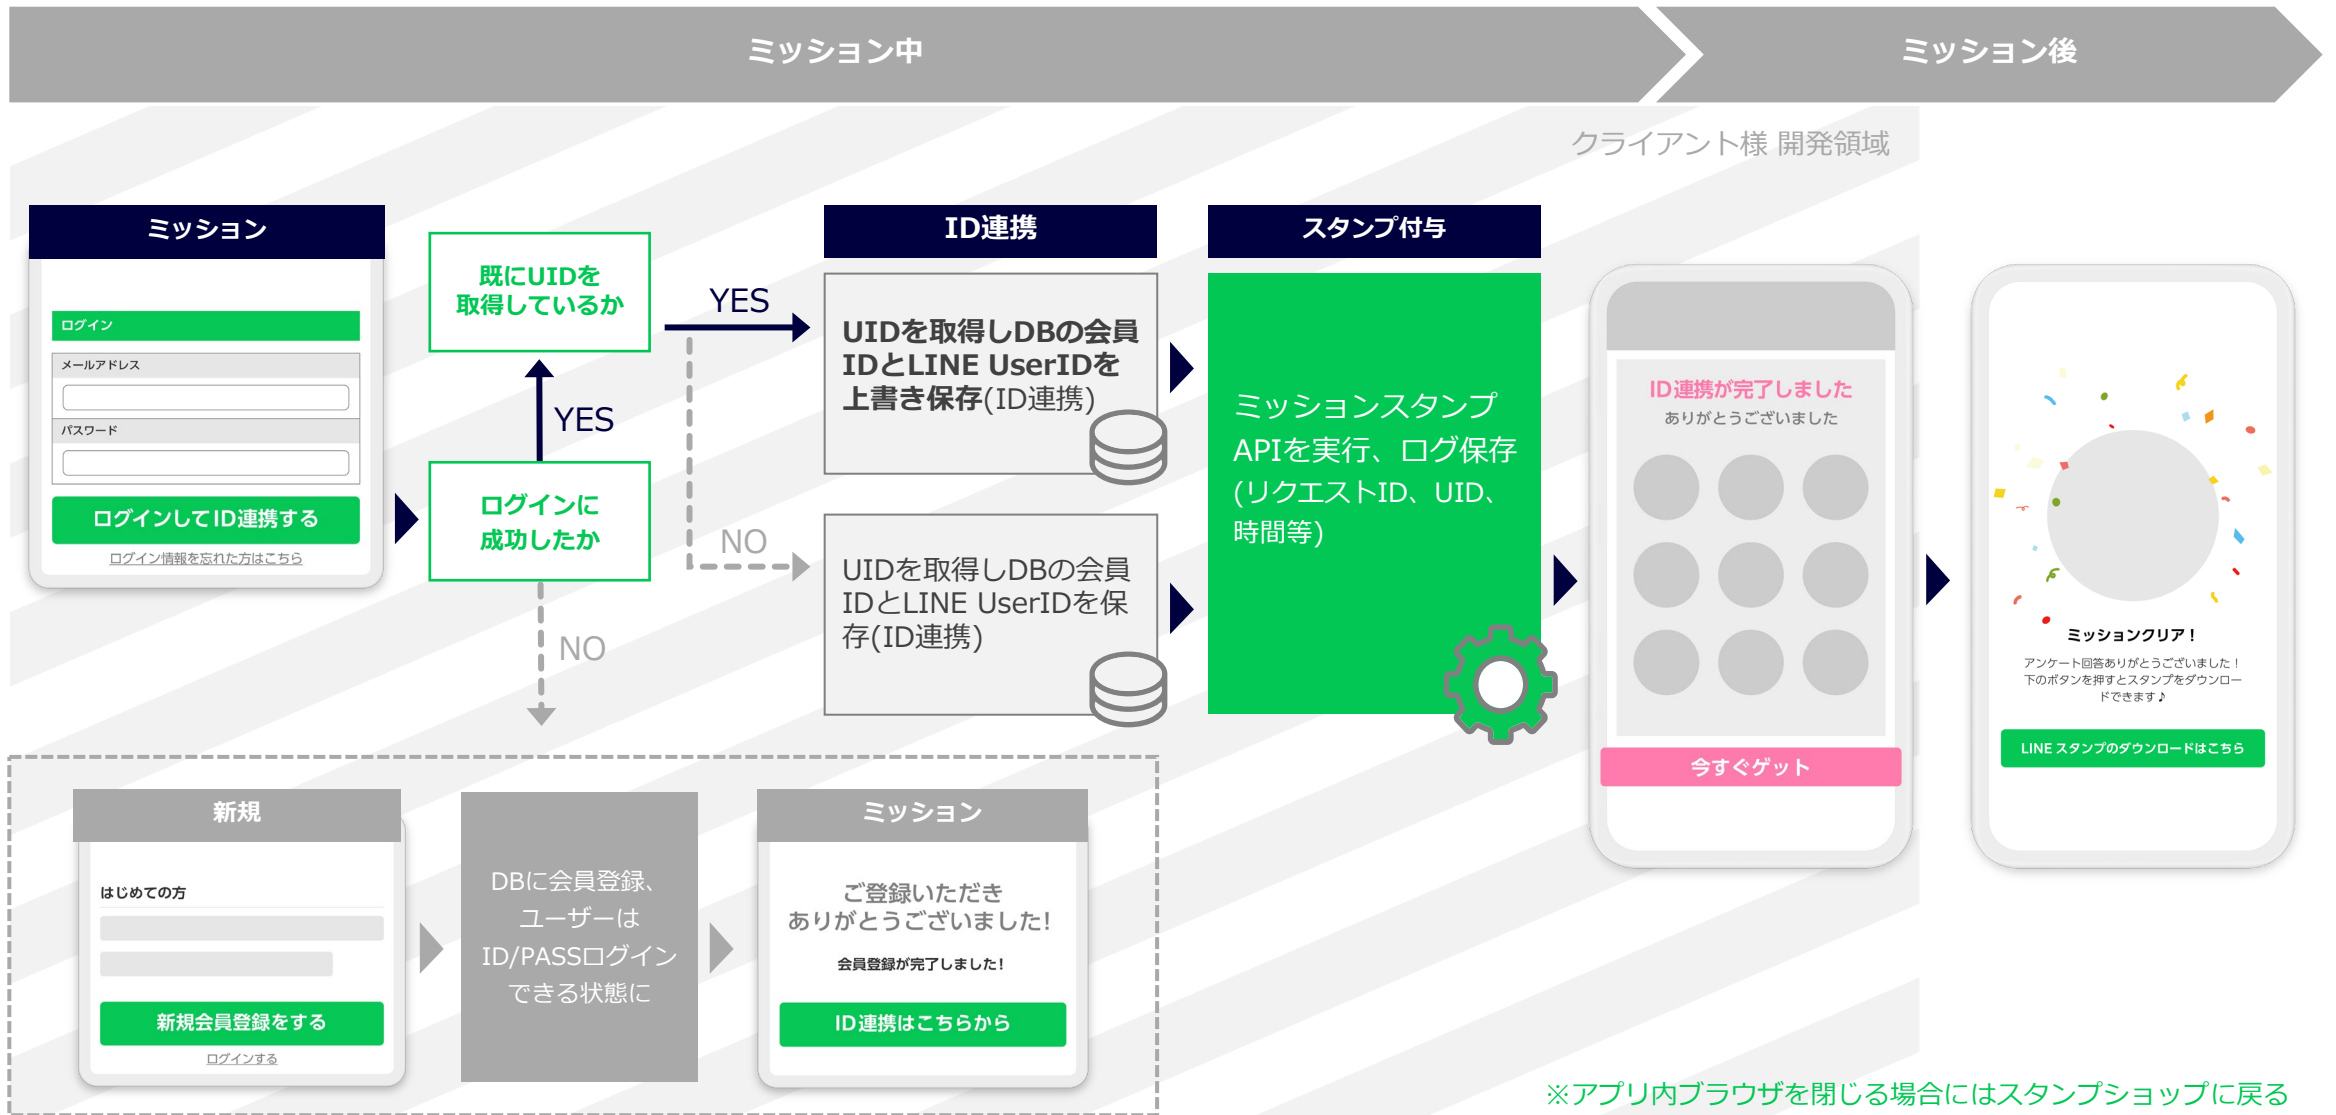 ミッション中
ミッション後
クライアント様 開発領域
ミッション
ログイン
メールアドレス
パスワード
ログインしてID連携する
ログイン情報を忘れた方はこちら
既にUIDを
取得しているか
YES
ログインに
成功したか
YES
NO
NO
ID連携
UIDを取得しDBの会員
IDとLINE UserIDを
上書き保存(ID連携)
UIDを取得しDBの会員
IDとLINE UserIDを保
存(ID連携)
スタンプ付与
ミッションスタンプ
APIを実行、ログ保存
(リクエストID、UID、
時間等)
ID連携が完了しました
ありがとうございました
今すぐゲット
ミッションクリア！
アンケート回答ありがとうございました！
下のボタンを押すとスタンプをダウンロー
ドできます♪
LINE スタンプのダウンロードはこちら
新規
はじめての方
新規会員登録をする
ログインする
DBに会員登録、
ユーザーは
ID/PASSログイン
できる状態に
ミッション
ご登録いただき
ありがとうございました!
会員登録が完了しました!
ID連携はこちらから
※アプリ内ブラウザを閉じる場合にはスタンプショップに戻る